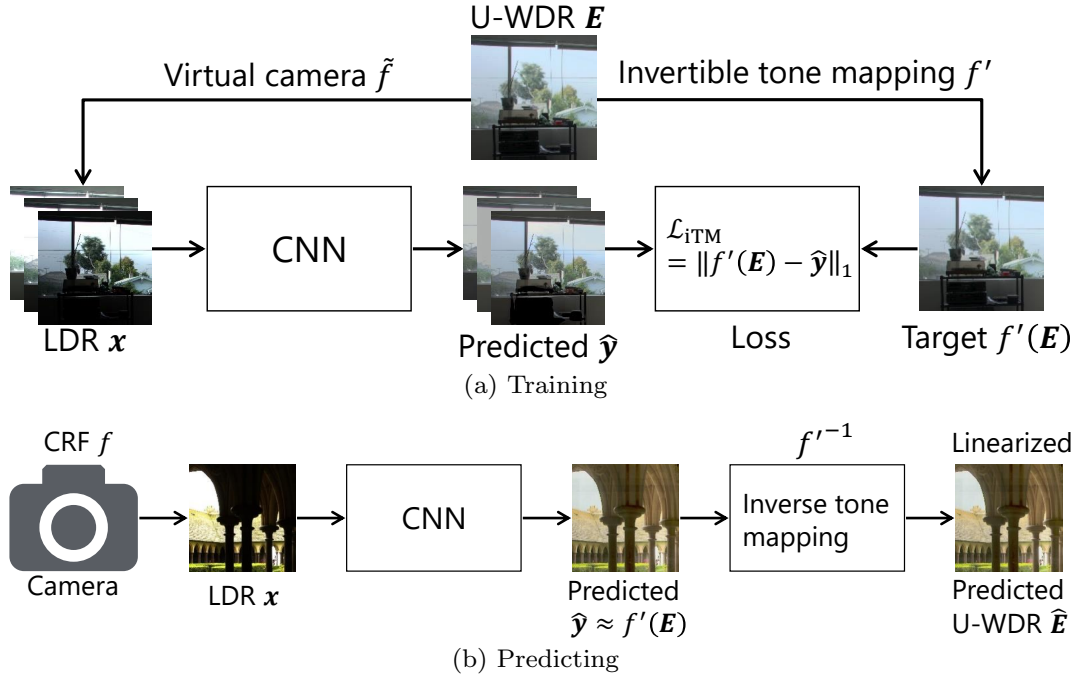 U-WDR E
Virtual camera f̃
Invertible tone mapping f′
CNN
ℒ_iTM
= ‖f′(E) − ŷ‖₁
LDR x
Predicted ŷ
Loss
Target f′(E)
(a) Training
CRF f
f′⁻¹
Linearized
CNN
Inverse tone
mapping
Camera
LDR x
Predicted
ŷ ≈ f′(E)
Predicted
U-WDR Ê
(b) Predicting